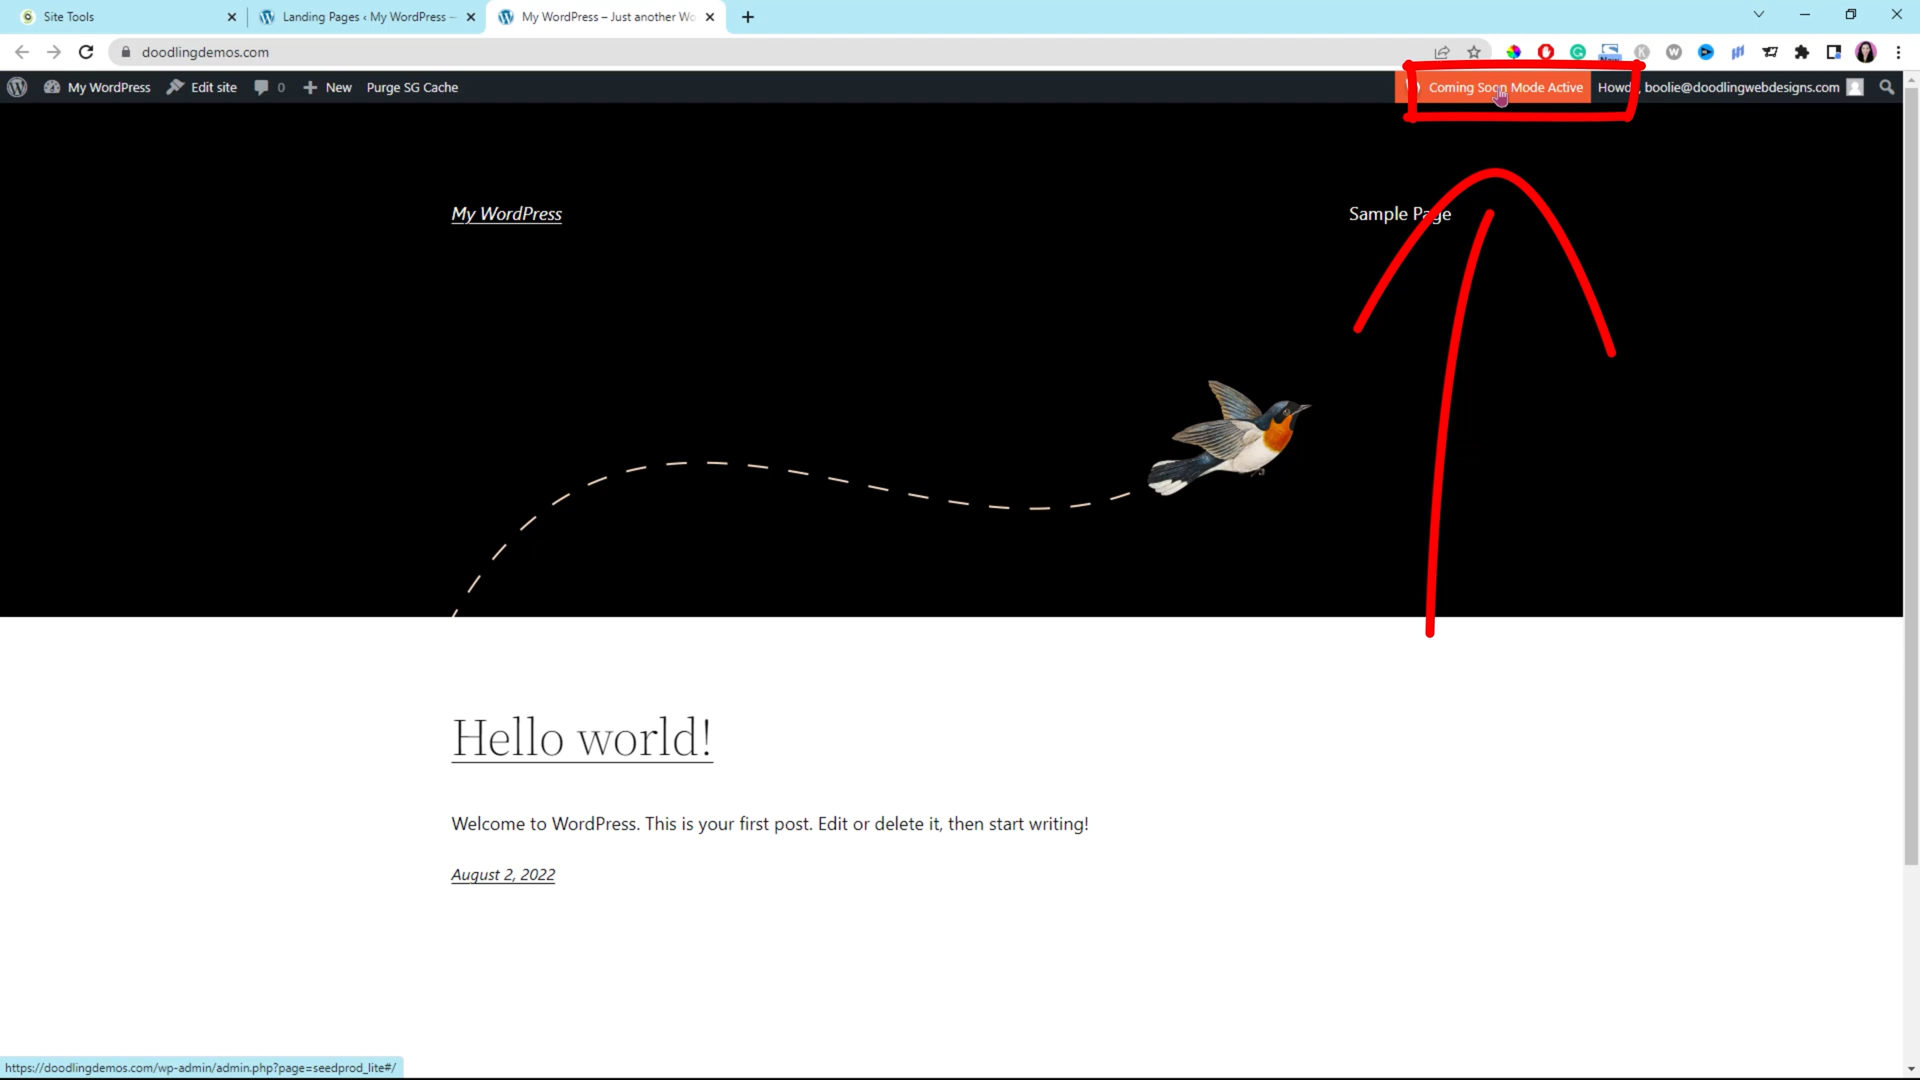 Site Tools
Landing Pages ‹ My WordPress —
My WordPress – Just another Wo
doodlingdemos.com
New
My WordPress
Edit site
0
New
Purge SG Cache
Coming Soon Mode Active
Howdy, boolie@doodlingwebdesigns.com
My WordPress
Sample Page
Hello world!
Welcome to WordPress. This is your first post. Edit or delete it, then start writing!
August 2, 2022
https://doodlingdemos.com/wp-admin/admin.php?page=seedprod_lite#/